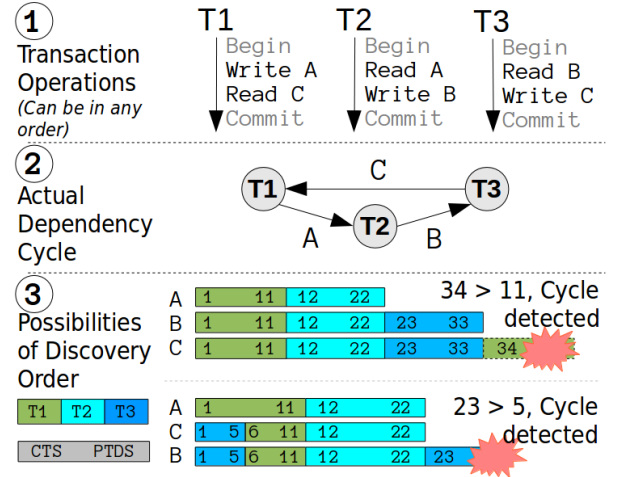 1
Transaction
Operations
(Can be in any
order)
T1
Begin
Write A
Read C
Commit
T2
Begin
Read A
Write B
Commit
T3
Begin
Read B
Write C
Commit
2
Actual
Dependency
Cycle
T1
T2
T3
C
A
B
3
Possibilities
of Discovery
Order
T1 T2 T3
CTS PTDS
A 1 11 12 22
B 1 11 12 22 23 33
C 1 11 12 22 23 33 34
34 > 11, Cycle
detected
A 1 11 12 22
C 1 5 6 11 12 22
B 1 5 6 11 12 22 23
23 > 5, Cycle
detected